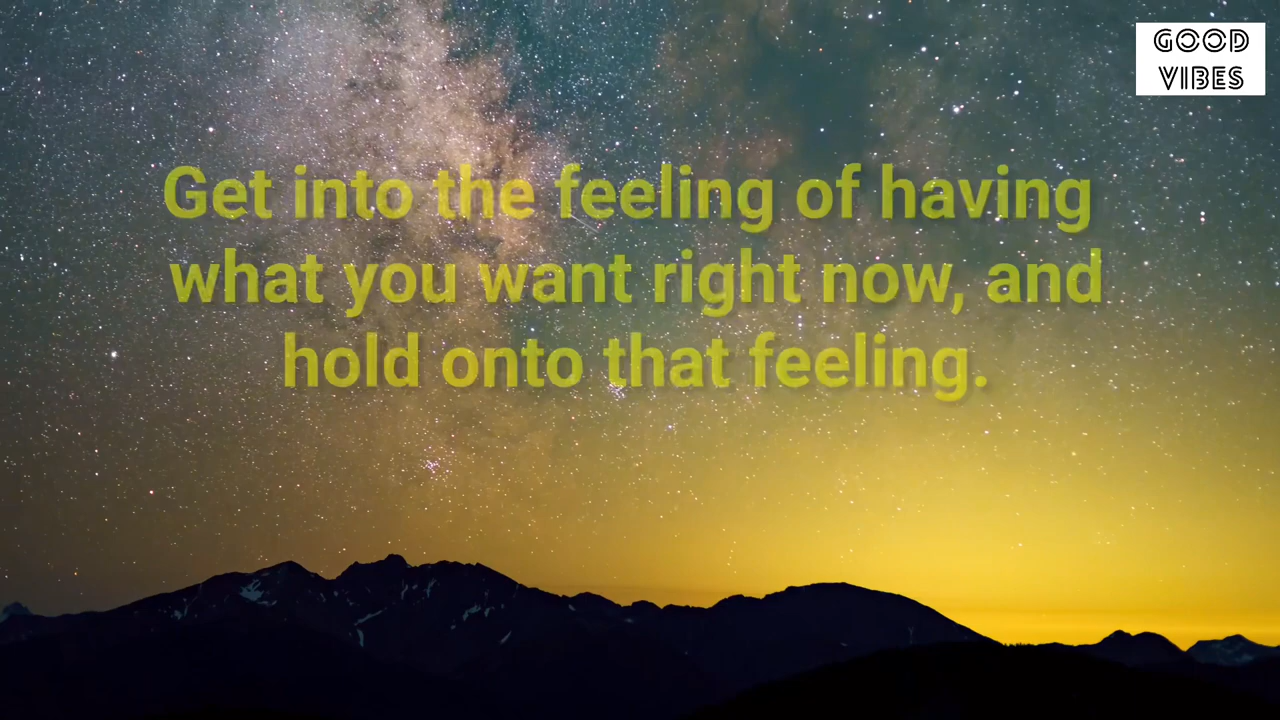 GOOD
VIBES
Get into the feeling of having
what you want right now, and
hold onto that feeling.